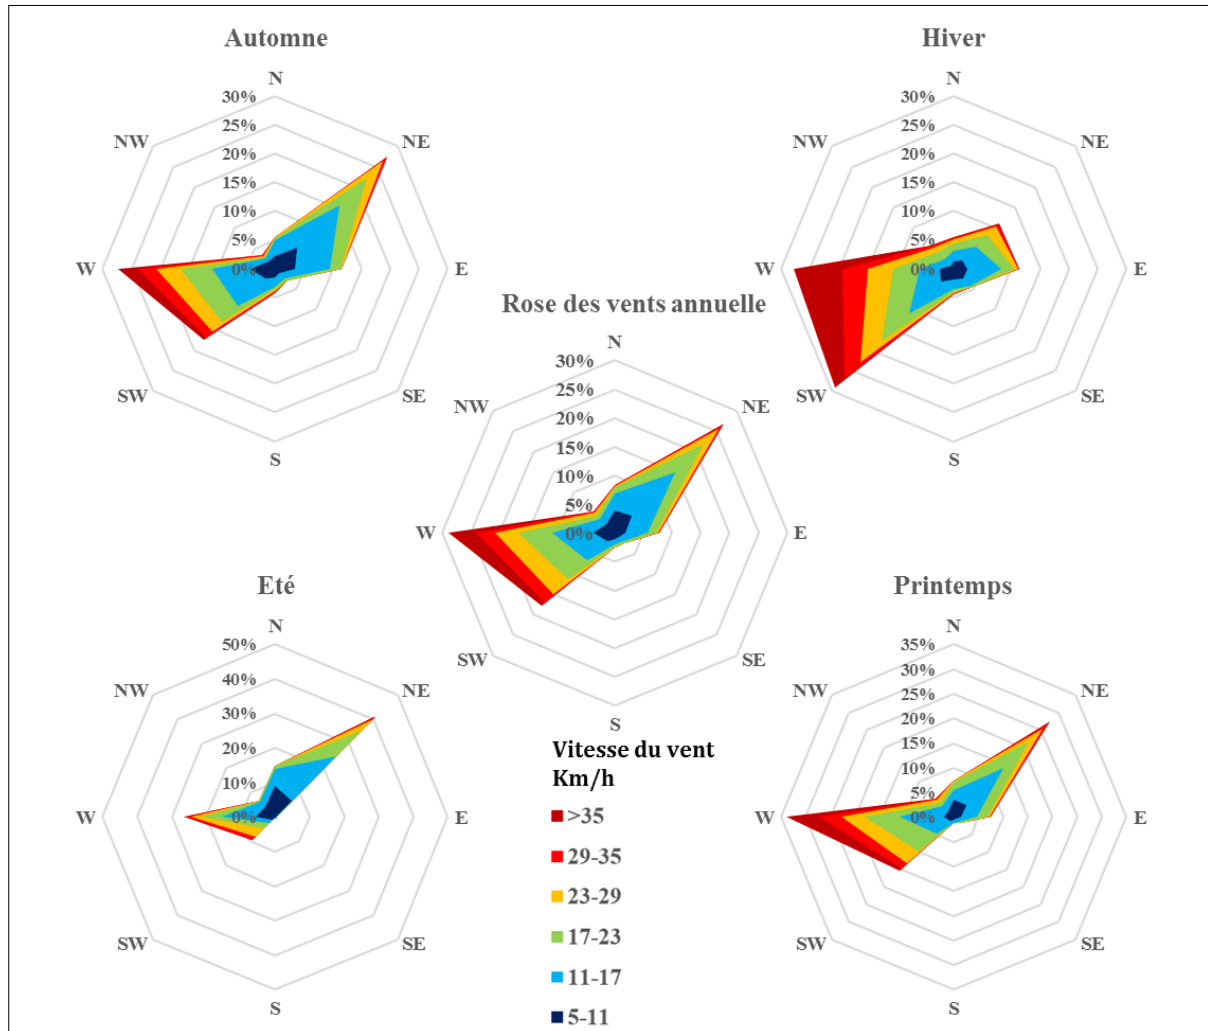 Automne
N
30%
25%
20%
15%
10%
5%
0%
NW
NE
W
E
SW
SE
S
Hiver
N
30%
25%
20%
15%
10%
5%
0%
NW
NE
W
E
SW
SE
S
Rose des vents annuelle
N
30%
25%
20%
15%
10%
5%
0%
NW
NE
W
E
SW
SE
S
Eté
N
50%
40%
30%
20%
10%
0%
NW
NE
W
E
SW
SE
S
Printemps
N
35%
30%
25%
20%
15%
10%
5%
0%
NW
NE
W
E
SW
SE
S
Vitesse du vent
Km/h
>35
29-35
23-29
17-23
11-17
5-11